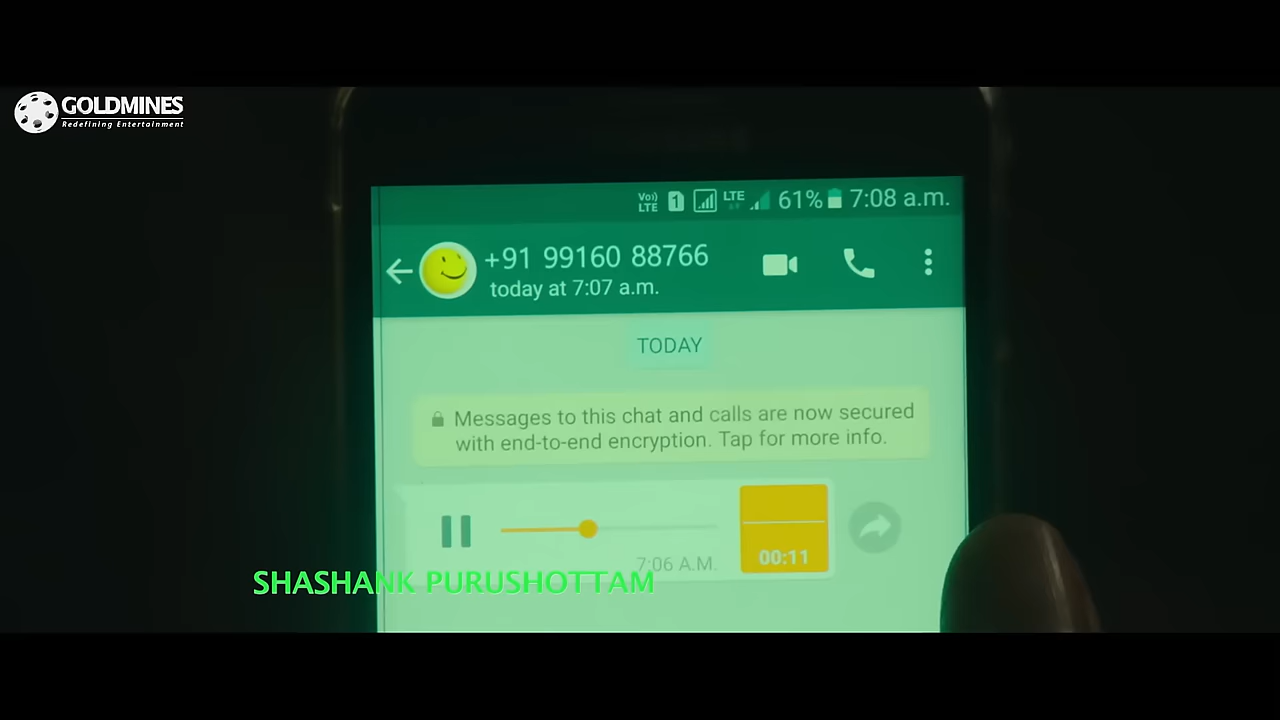 GOLDMINES
Redefining Entertainment
Voi) LTE 1 LTE 61% 7:08 a.m.
+91 99160 88766
today at 7:07 a.m.
TODAY
Messages to this chat and calls are now secured
with end-to-end encryption. Tap for more info.
00:11
7:06 A.M.
SHASHANK PURUSHOTTAM